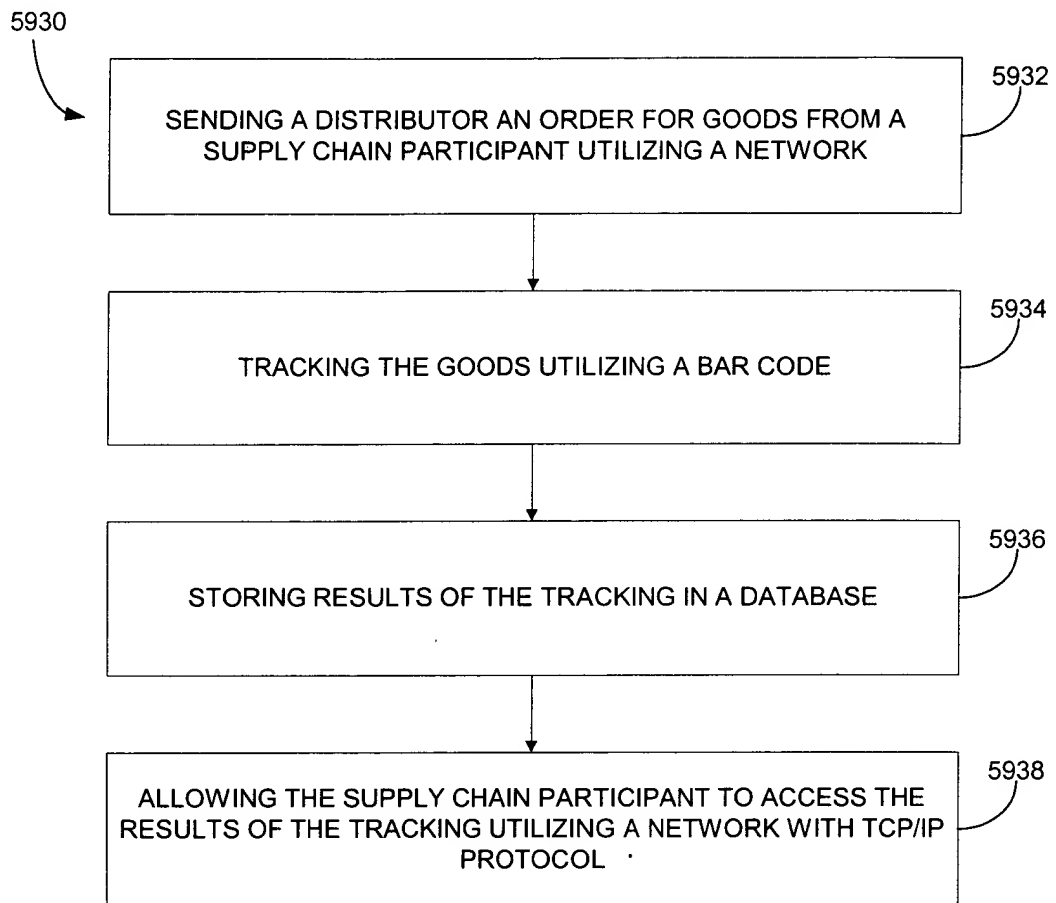 5930
5932
SENDING A DISTRIBUTOR AN ORDER FOR GOODS FROM A
SUPPLY CHAIN PARTICIPANT UTILIZING A NETWORK
5934
TRACKING THE GOODS UTILIZING A BAR CODE
5936
STORING RESULTS OF THE TRACKING IN A DATABASE
5938
ALLOWING THE SUPPLY CHAIN PARTICIPANT TO ACCESS THE
RESULTS OF THE TRACKING UTILIZING A NETWORK WITH TCP/IP
PROTOCOL